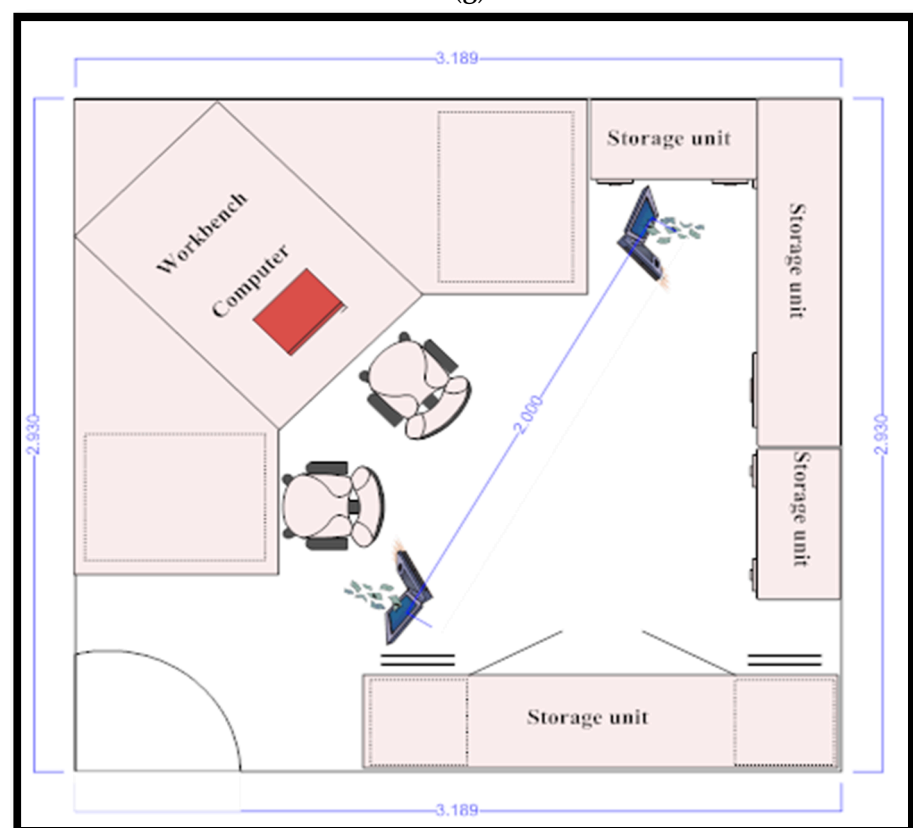 3.189
Storage unit
Workbench
Computer
Storage unit
2.930
2.000
2.930
Storage unit
Storage unit
3.189